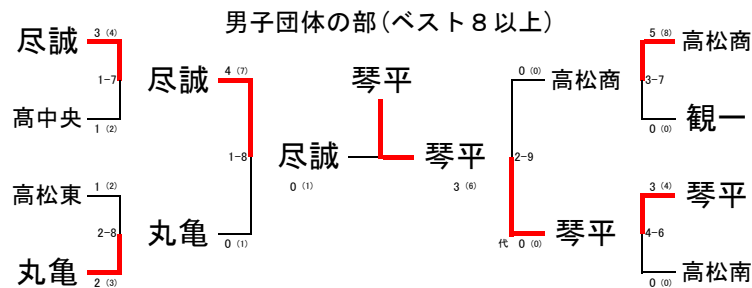 男子団体の部(ベスト8以上)
尽誠
3 (4)
1-7
髙中央
1 (2)
高松東
1 (2)
2-8
丸亀
2 (3)
尽誠
4 (7)
1-8
丸亀
0 (1)
琴平
尽誠
0 (1)
琴平
3 (6)
0 (0)
高松商
2-9
代 0 (0)
琴平
5 (8)
高松商
3-7
0 (0)
観一
3 (4)
琴平
4-6
0 (0)
高松南